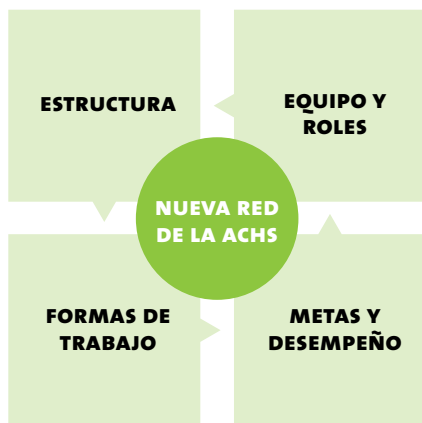 ESTRUCTURA
EQUIPO Y
ROLES
NUEVA RED
DE LA ACHS
FORMAS DE
TRABAJO
METAS Y
DESEMPEÑO